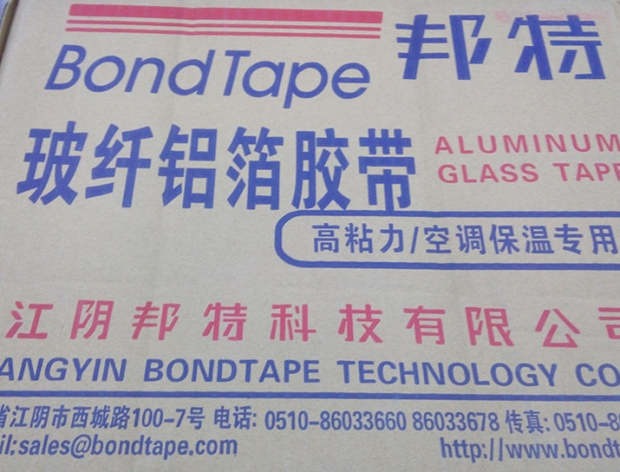 BondTape 邦特
玻纤铝箔胶带 ALUMINUM
GLASS TAPE
高粘力/空调保温专用
江阴邦特科技有限公司
ANGYIN BONDTAPE TECHNOLOGY CO
省江阴市西城路100-7号 电话: 0510-86033660 86033678 传真: 0510-8
il:sales@bondtape.com http://www.bondt